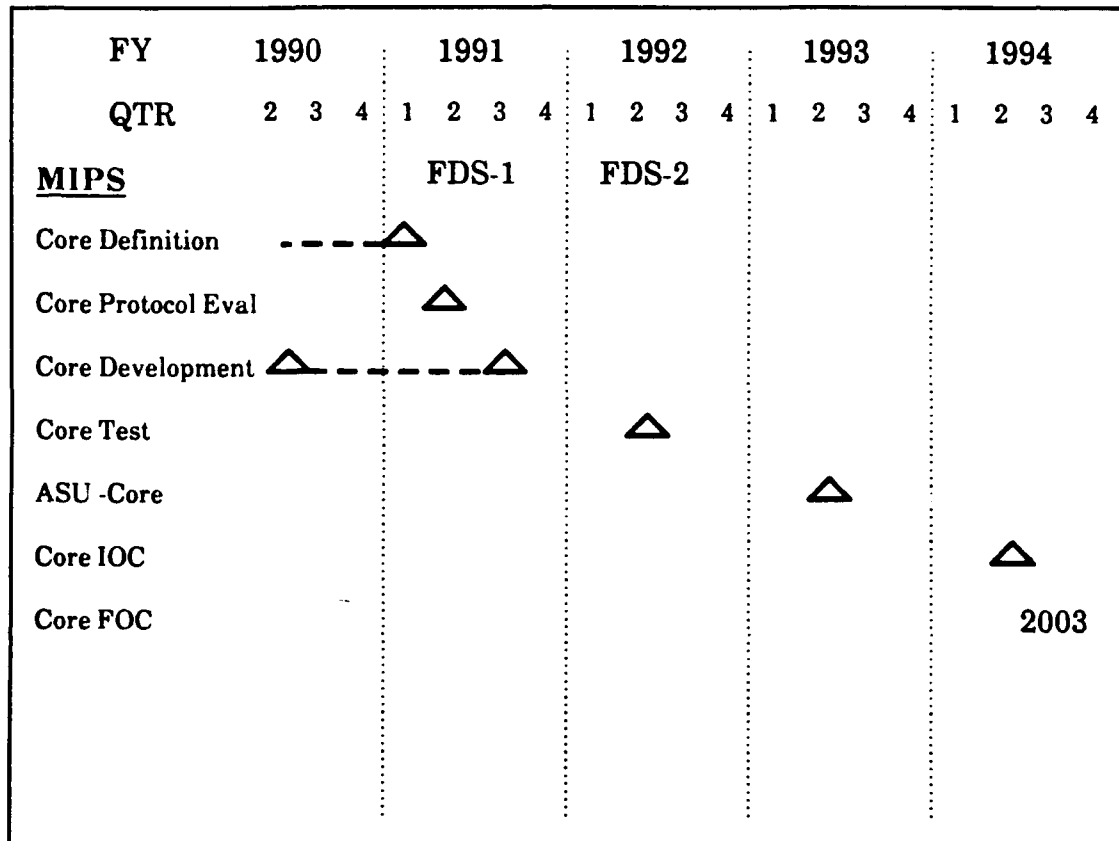 FY 1990 1991 1992 1993 1994
QTR 2 3 4 1 2 3 4 1 2 3 4 1 2 3 4 1 2 3 4
MIPS FDS-1 FDS-2
Core Definition
Core Protocol Eval
Core Development
Core Test
ASU -Core
Core IOC
Core FOC 2003